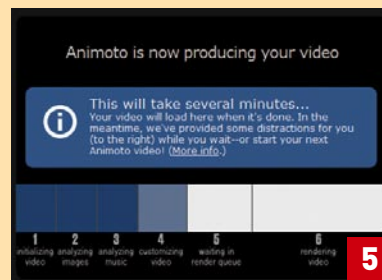 Animoto is now producing your video
This will take several minutes...
Your video will load here when it's done. In the
meantime, we've provided some distractions for you
(to the right) while you wait--or start your next
Animoto video! (More info.)
1 2 3 4 5 6
initializing analyzing analyzing customizing waiting in rendering
video images music video render queue video
5